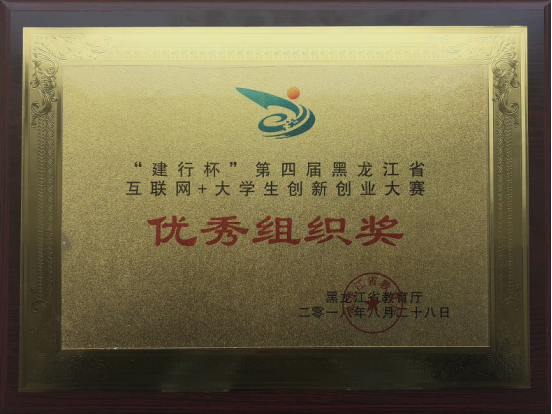 “建行杯”第四届黑龙江省
互联网+大学生创新创业大赛
优秀组织奖
黑龙江省教育厅
二零一八年八月二十八日